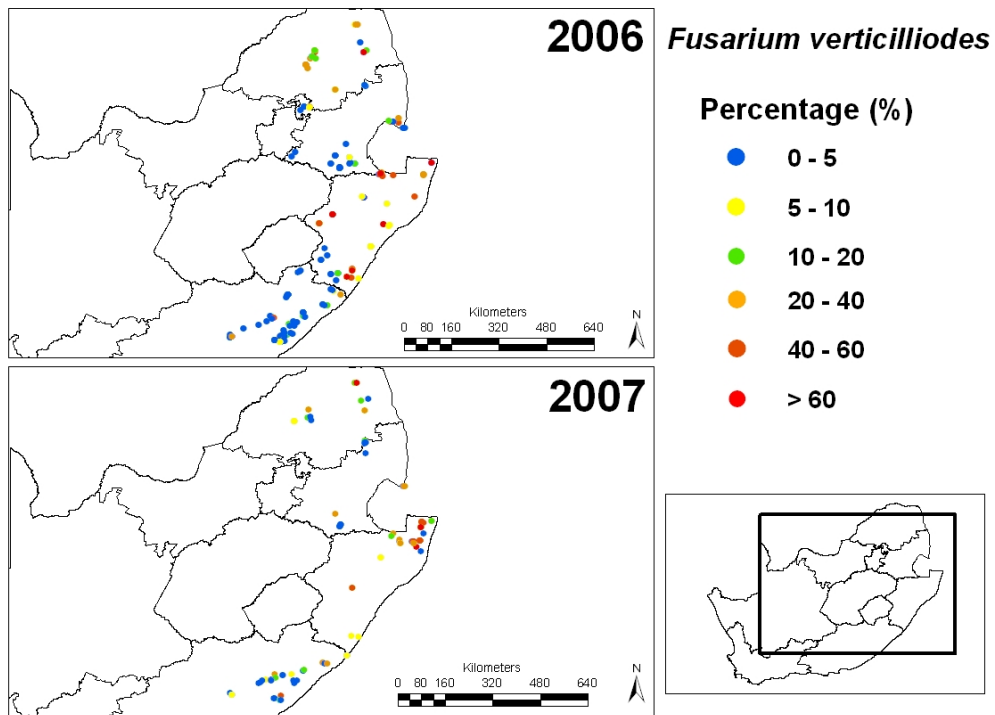 2006
Kilometers
0 80 160 320 480 640
N
2007
Kilometers
0 80 160 320 480 640
N
Fusarium verticilliodes
Percentage (%)
0 - 5
5 - 10
10 - 20
20 - 40
40 - 60
> 60